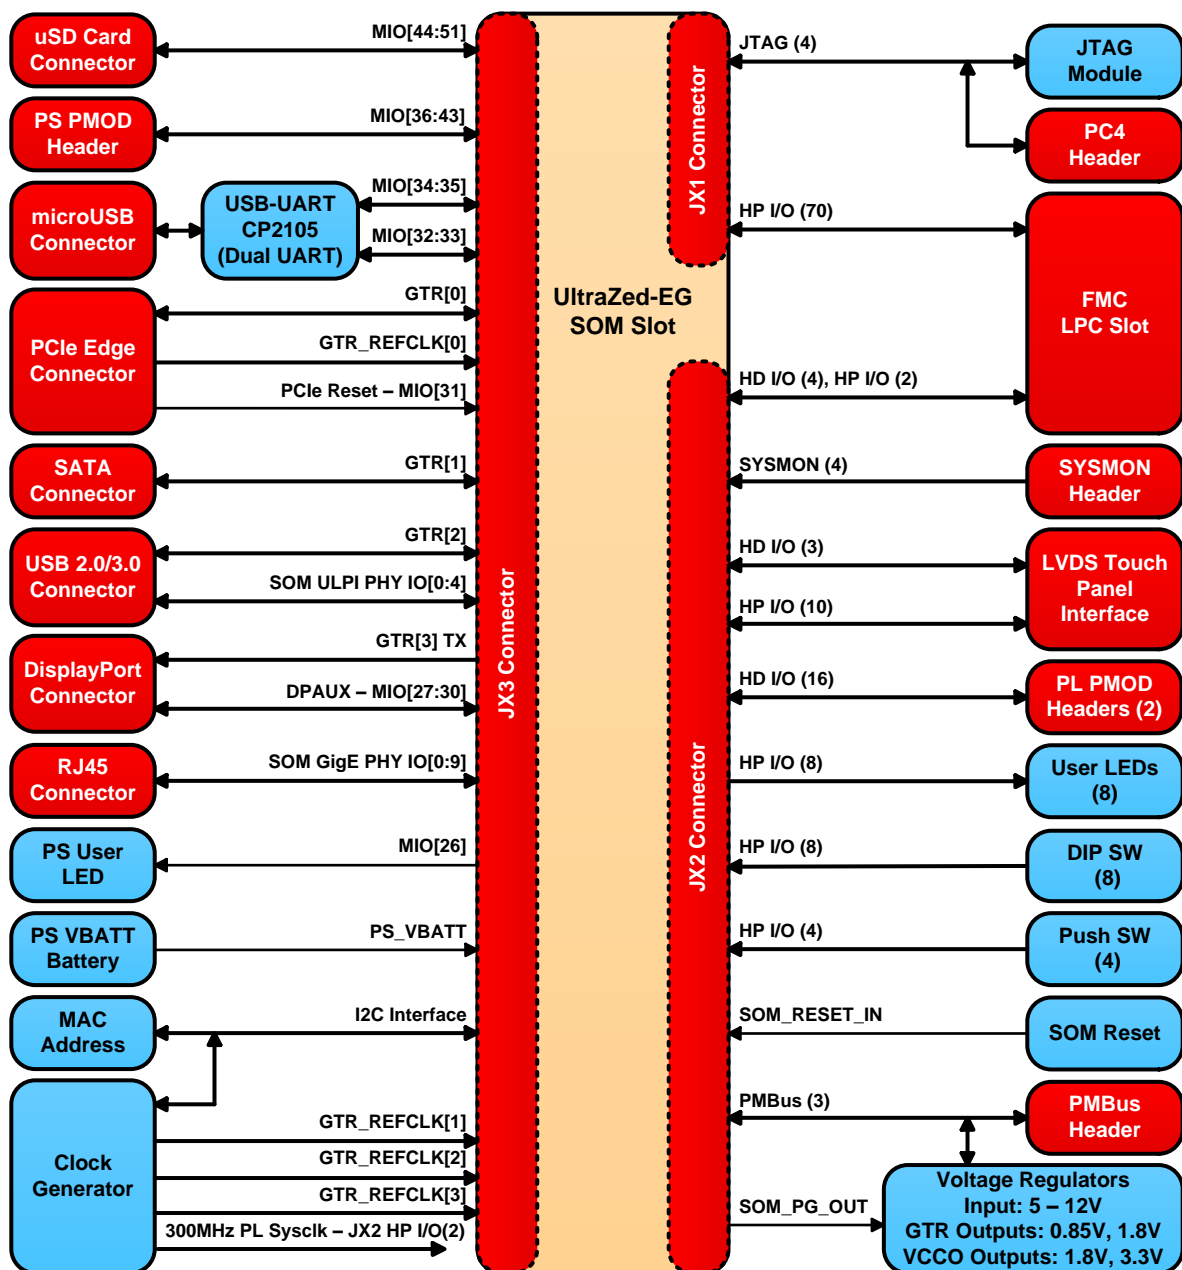 uSD Card
Connector
MIO[44:51]
PS PMOD
Header
MIO[36:43]
microUSB
Connector
USB-UART
CP2105
(Dual UART)
MIO[34:35]
MIO[32:33]
PCIe Edge
Connector
GTR[0]
GTR_REFCLK[0]
PCIe Reset – MIO[31]
SATA
Connector
GTR[1]
USB 2.0/3.0
Connector
GTR[2]
SOM ULPI PHY IO[0:4]
DisplayPort
Connector
GTR[3] TX
DPAUX – MIO[27:30]
RJ45
Connector
SOM GigE PHY IO[0:9]
PS User
LED
MIO[26]
PS VBATT
Battery
PS_VBATT
MAC
Address
I2C Interface
Clock
Generator
GTR_REFCLK[1]
GTR_REFCLK[2]
GTR_REFCLK[3]
300MHz PL Sysclk – JX2 HP I/O(2)
JX3 Connector
UltraZed-EG
SOM Slot
JX1 Connector
JX2 Connector
JTAG (4)
JTAG
Module
PC4
Header
HP I/O (70)
HD I/O (4), HP I/O (2)
FMC
LPC Slot
SYSMON (4)
SYSMON
Header
HD I/O (3)
HP I/O (10)
LVDS Touch
Panel
Interface
HD I/O (16)
PL PMOD
Headers (2)
HP I/O (8)
User LEDs
(8)
HP I/O (8)
DIP SW
(8)
HP I/O (4)
Push SW
(4)
SOM_RESET_IN
SOM Reset
PMBus (3)
PMBus
Header
SOM_PG_OUT
Voltage Regulators
Input: 5 – 12V
GTR Outputs: 0.85V, 1.8V
VCCO Outputs: 1.8V, 3.3V